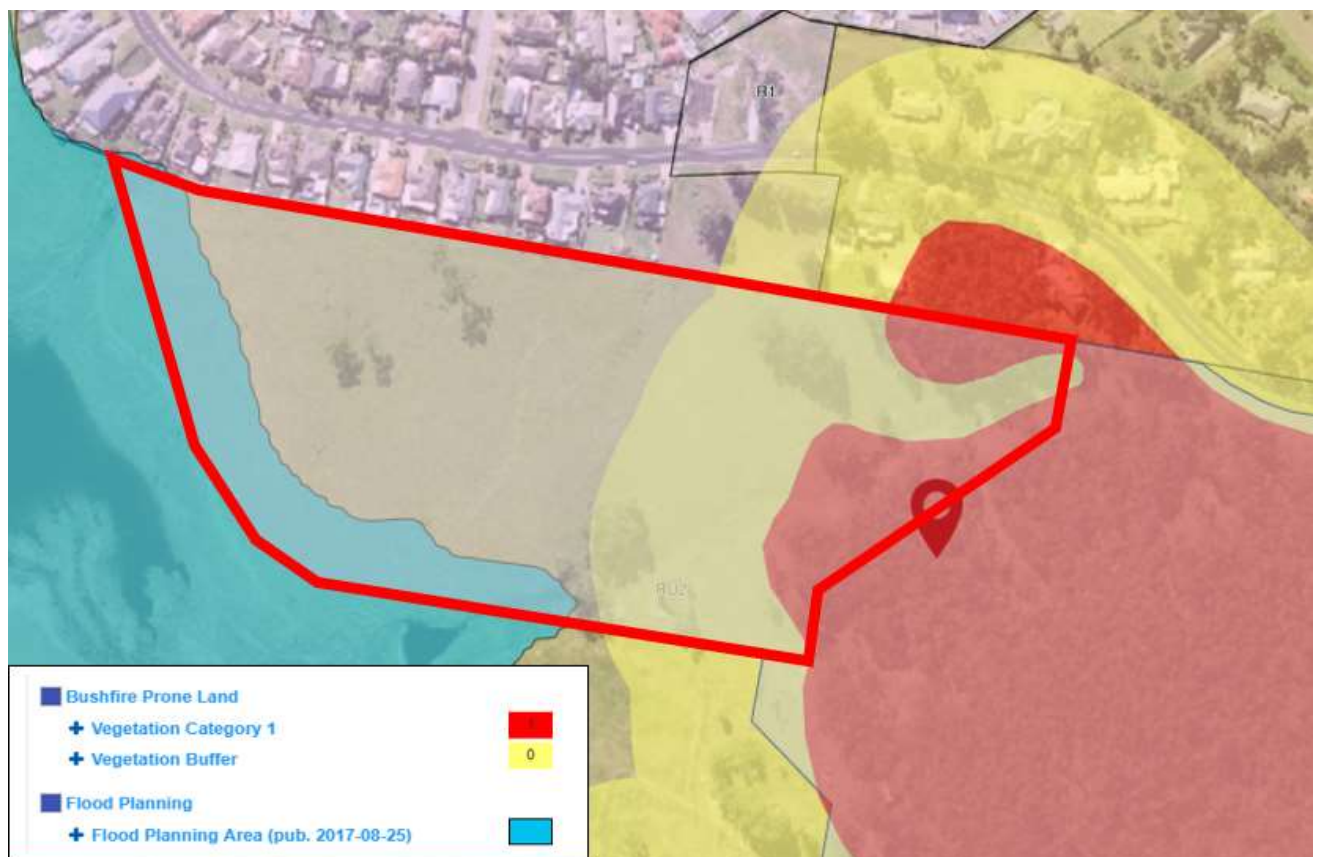 R1
RU2
Bushfire Prone Land
Vegetation Category 1
Vegetation Buffer
0
Flood Planning
Flood Planning Area (pub. 2017-08-25)